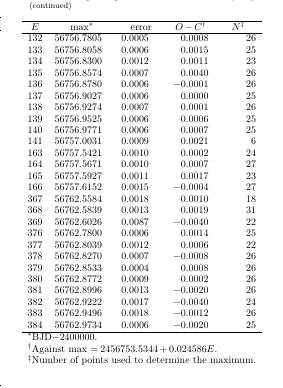 (continued)
E max* error O − C† N‡
132 56756.7805 0.0005 0.0008 26
133 56756.8058 0.0006 0.0015 25
134 56756.8300 0.0012 0.0011 23
135 56756.8574 0.0007 0.0040 26
136 56756.8780 0.0006 −0.0001 26
137 56756.9027 0.0006 0.0000 25
138 56756.9274 0.0007 0.0001 26
139 56756.9525 0.0006 0.0006 25
140 56756.9771 0.0006 0.0007 25
141 56757.0031 0.0009 0.0021 6
163 56757.5421 0.0010 0.0002 24
164 56757.5671 0.0010 0.0007 27
165 56757.5927 0.0011 0.0017 23
166 56757.6152 0.0015 −0.0004 27
367 56762.5584 0.0018 0.0010 18
368 56762.5839 0.0013 0.0019 31
369 56762.6026 0.0087 −0.0040 22
376 56762.7800 0.0006 0.0014 25
377 56762.8039 0.0012 0.0006 22
378 56762.8270 0.0007 −0.0008 26
379 56762.8533 0.0004 0.0008 26
380 56762.8772 0.0009 0.0002 26
381 56762.8996 0.0013 −0.0020 26
382 56762.9222 0.0017 −0.0040 24
383 56762.9496 0.0018 −0.0012 26
384 56762.9734 0.0006 −0.0020 25
*BJD−2400000.
†Against max = 2456753.5344 + 0.024586E.
‡Number of points used to determine the maximum.